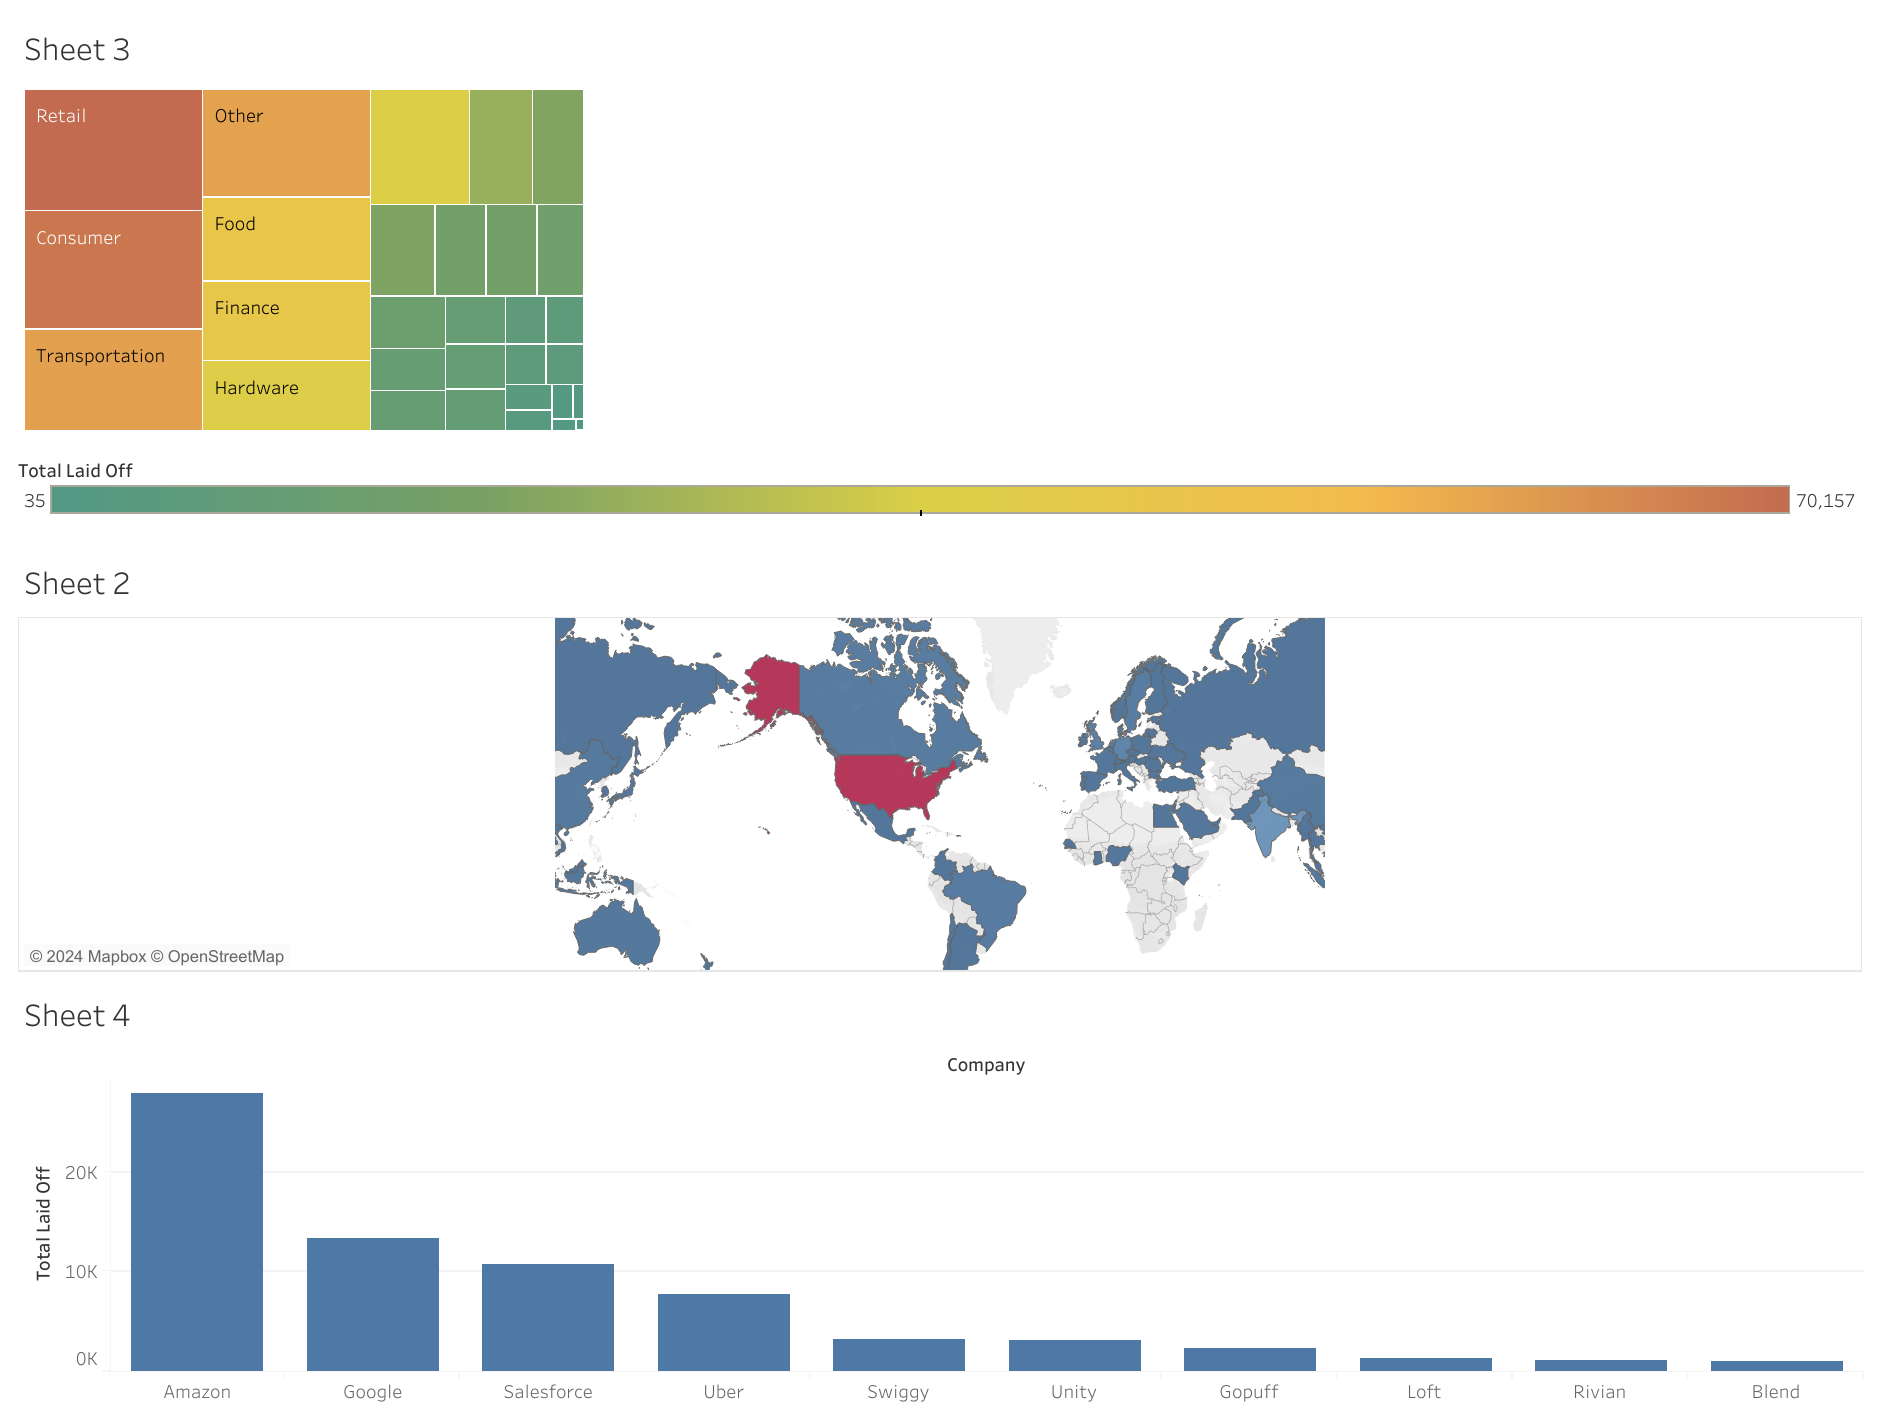 Sheet 3
Retail
Other
Consumer
Food
Finance
Transportation
Hardware
Total Laid Off
35
70,157
Sheet 2
© 2024 Mapbox © OpenStreetMap
Sheet 4
Company
Total Laid Off
20K
10K
0K
Amazon Google Salesforce Uber Swiggy Unity Gopuff Loft Rivian Blend